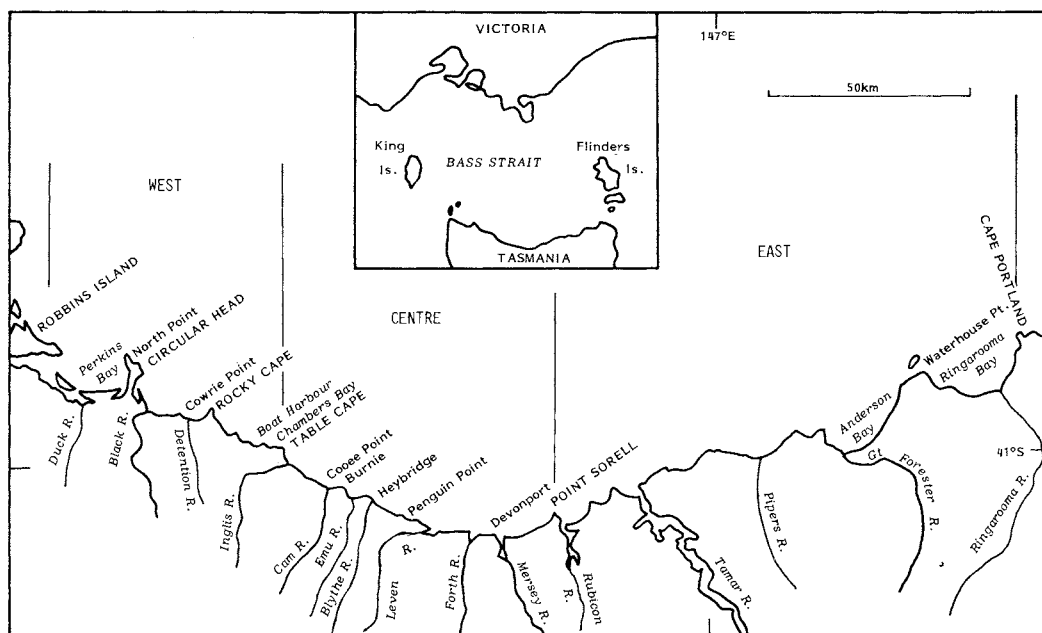 VICTORIA
147°E
50km
King
Is.
BASS STRAIT
Flinders
Is.
TASMANIA
WEST
CENTRE
EAST
ROBBINS ISLAND
Perkins
Bay
North Point
CIRCULAR HEAD
Cowrie Point
ROCKY CAPE
Boat Harbour
Chambers Bay
TABLE CAPE
Cooee Point
Burnie
Heybridge
Penguin Point
Devonport
POINT SORELL
Anderson
Bay
Waterhouse Pt.
Ringarooma
Bay
CAPE PORTLAND
41°S
Duck R.
Black R.
Detention R.
Inglis R.
Cam R.
Emu R.
Blythe R.
Leven
R.
Forth R.
Mersey R.
Rubicon
R.
Tamar R.
Pipers R.
Gt Forester R.
Ringarooma R.